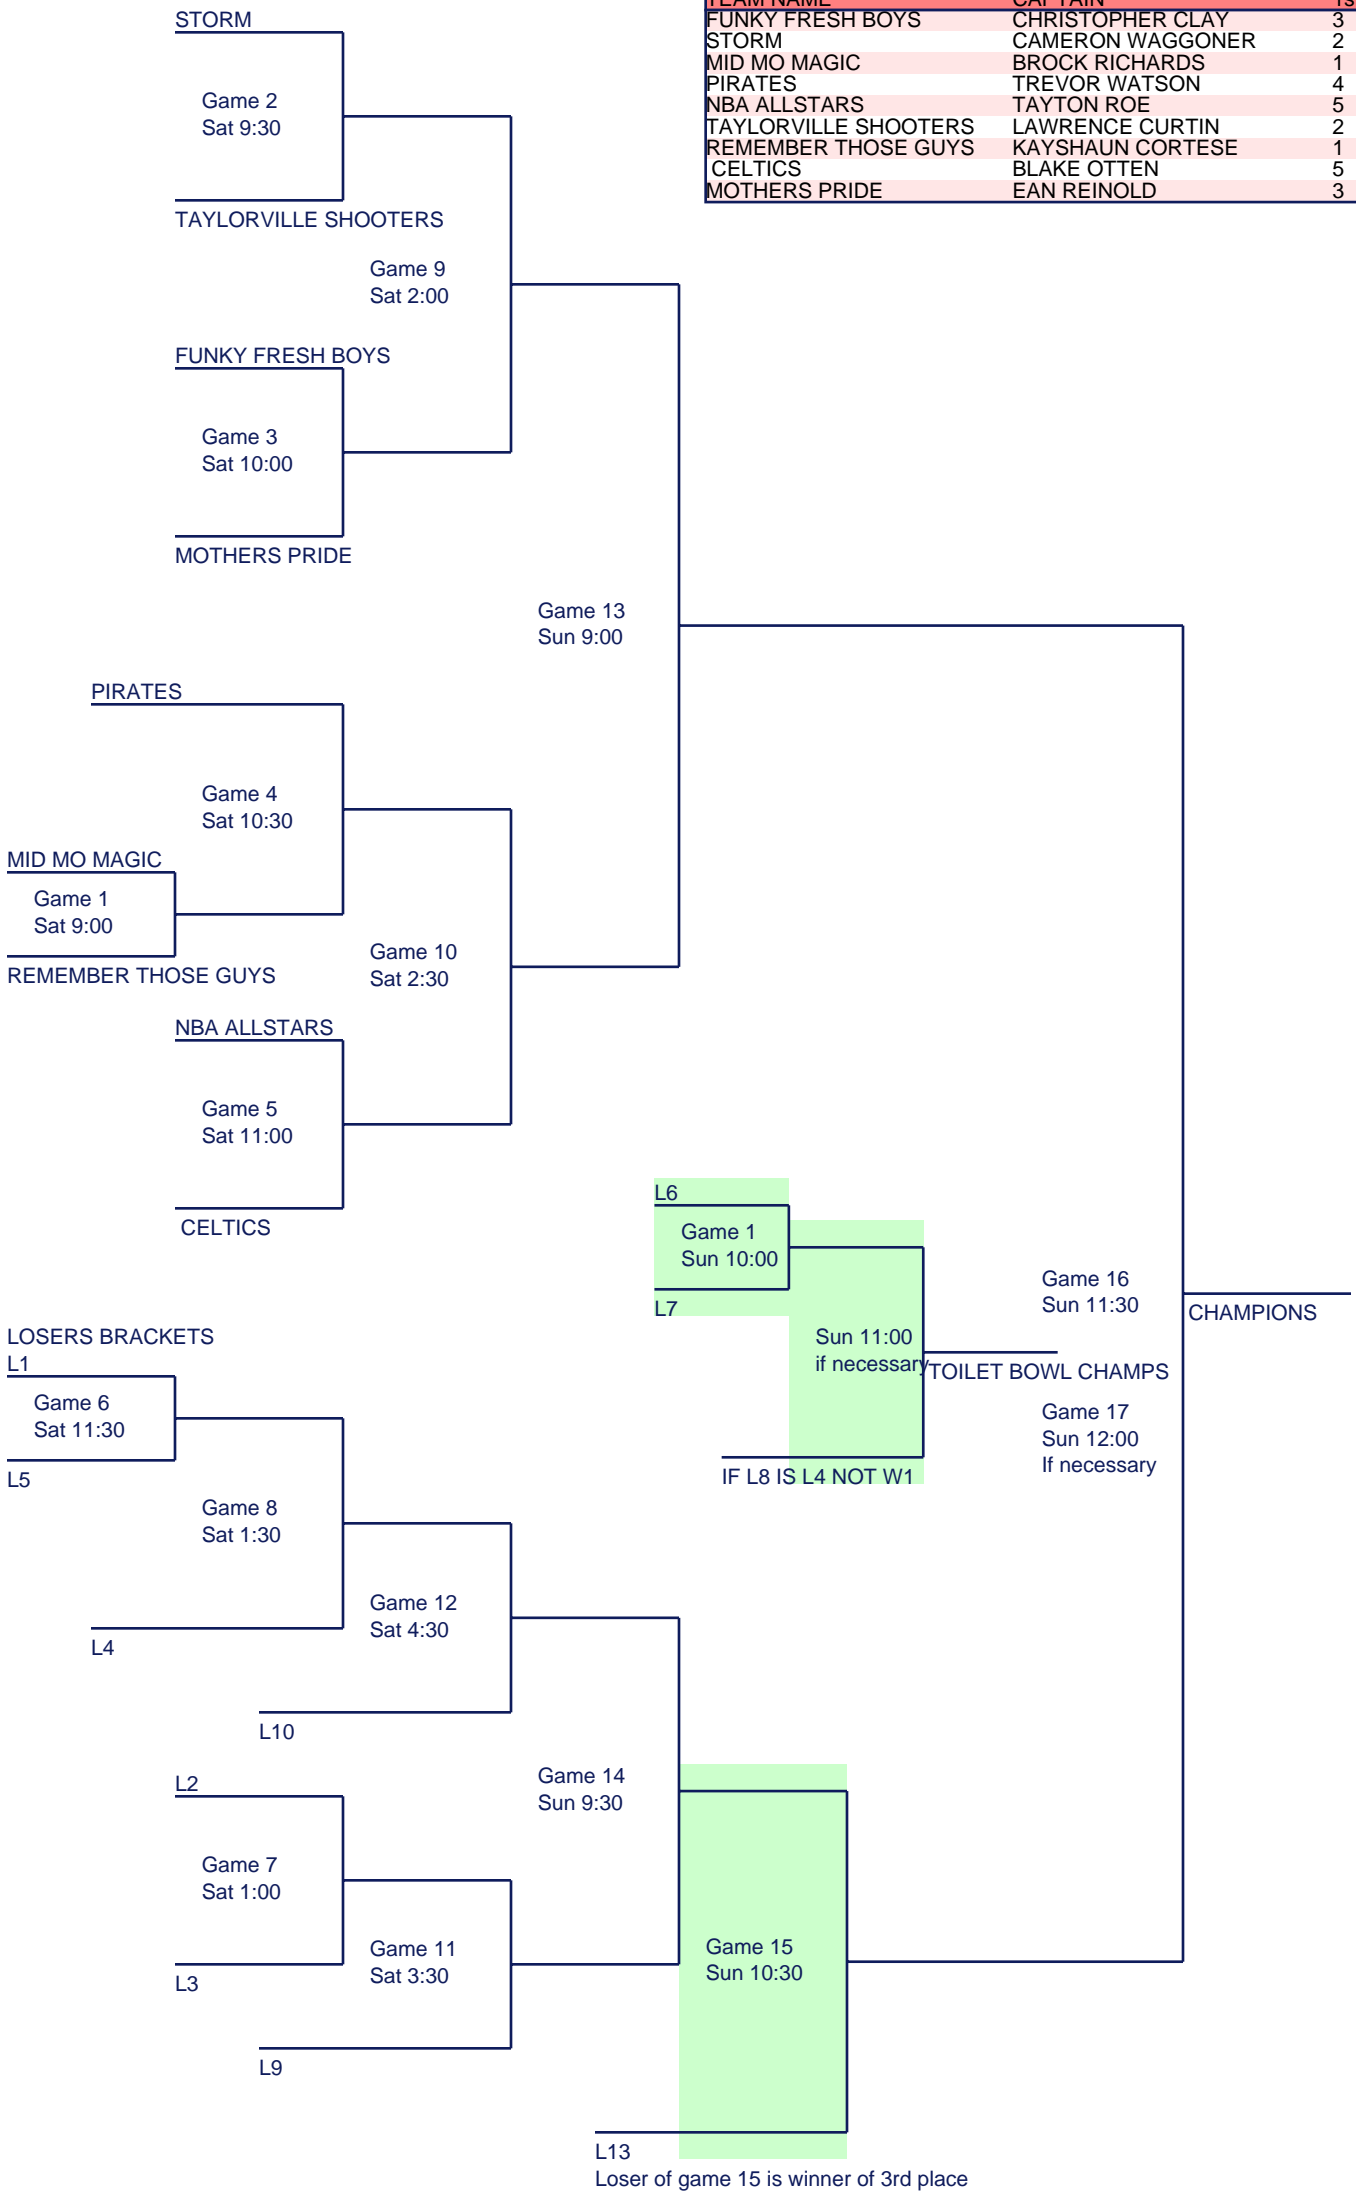 TEAM NAME CAPTAIN
FUNKY FRESH BOYS CHRISTOPHER CLAY 3
STORM CAMERON WAGGONER 2
MID MO MAGIC BROCK RICHARDS 1
PIRATES TREVOR WATSON 4
NBA ALLSTARS TAYTON ROE 5
TAYLORVILLE SHOOTERS LAWRENCE CURTIN 2
REMEMBER THOSE GUYS KAYSHAUN CORTESE 1
CELTICS BLAKE OTTEN 5
MOTHERS PRIDE EAN REINOLD 3
STORM
Game 2
Sat 9:30
TAYLORVILLE SHOOTERS
Game 9
Sat 2:00
FUNKY FRESH BOYS
Game 3
Sat 10:00
MOTHERS PRIDE
Game 13
Sun 9:00
PIRATES
Game 4
Sat 10:30
MID MO MAGIC
Game 1
Sat 9:00
REMEMBER THOSE GUYS
Game 10
Sat 2:30
NBA ALLSTARS
Game 5
Sat 11:00
CELTICS
L6
Game 1
Sun 10:00
L7
Sun 11:00
if necessary
TOILET BOWL CHAMPS
IF L8 IS L4 NOT W1
Game 16
Sun 11:30
CHAMPIONS
Game 17
Sun 12:00
If necessary
LOSERS BRACKETS
L1
Game 6
Sat 11:30
L5
Game 8
Sat 1:30
L4
Game 12
Sat 4:30
L10
L2
Game 14
Sun 9:30
Game 7
Sat 1:00
L3
Game 11
Sat 3:30
L9
Game 15
Sun 10:30
L13
Loser of game 15 is winner of 3rd place